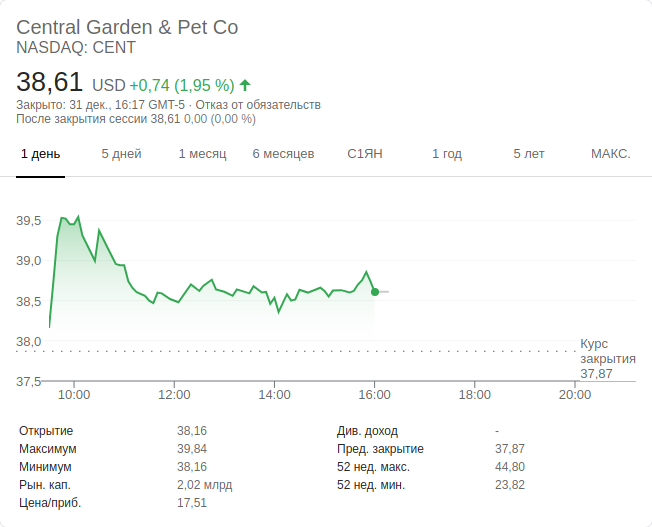 Central Garden & Pet Co
NASDAQ: CENT
38,61 USD +0,74 (1,95 %)
Закрыто: 31 дек., 16:17 GMT-5 · Отказ от обязательств
После закрытия сессии 38,61 0,00 (0,00 %)
1 день 5 дней 1 месяц 6 месяцев С1ЯН 1 год 5 лет МАКС.
39,5
39,0
38,5
38,0
Курс
закрытия
37,87
37,5
10:00 12:00 14:00 16:00 18:00 20:00
Открытие 38,16 Див. доход -
Максимум 39,84 Пред. закрытие 37,87
Минимум 38,16 52 нед. макс. 44,80
Рын. кап. 2,02 млрд 52 нед. мин. 23,82
Цена/приб. 17,51